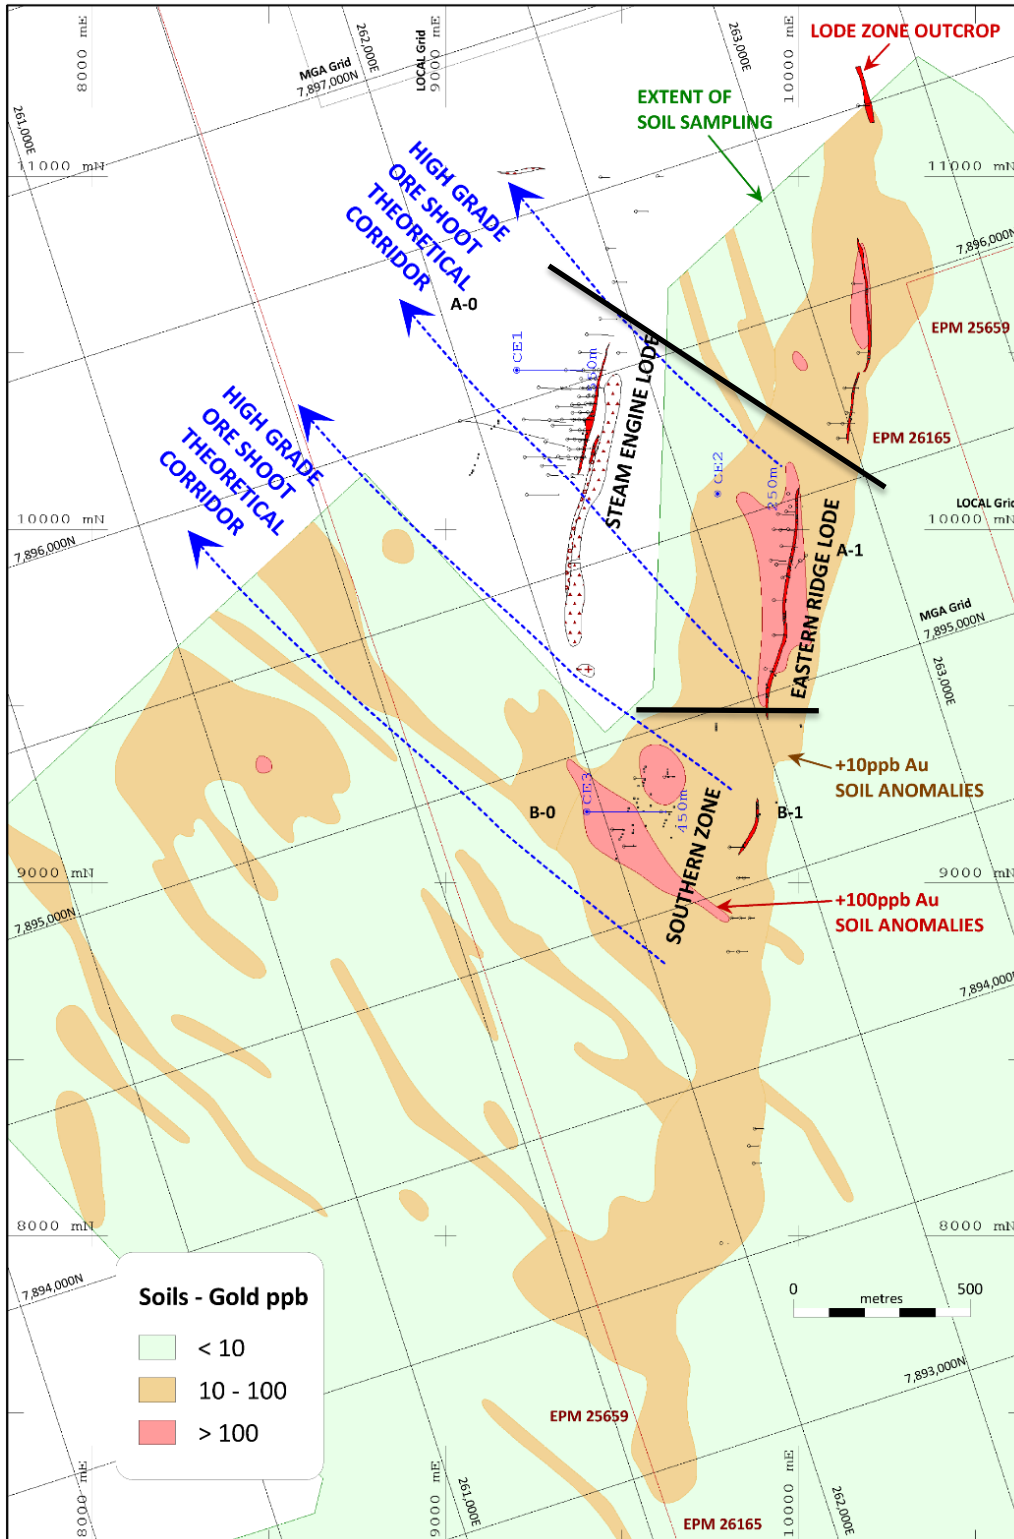 LODE ZONE OUTCROP
8000 mE
MGA Grid
7,897,000N
262,000E
LOCAL Grid
9000 mE
263,000E
10000 mE
EXTENT OF
SOIL SAMPLING
261,000E
11000 mN
11000 mN
HIGH GRADE
ORE SHOOT
THEORETICAL
CORRIDOR
7,896,000N
A-0
EPM 25659
CE1
STEAM ENGINE LODE
HIGH GRADE
ORE SHOOT
THEORETICAL
CORRIDOR
EPM 26165
CE2
250m
LOCAL Grid
10000 mN
10000 mN
7,896,000N
A-1
EASTERN RIDGE LODE
MGA Grid
7,895,000N
263,000E
+10ppb Au
SOIL ANOMALIES
CE3
450m
B-0
B-1
SOUTHERN ZONE
9000 mN
9000 mN
+100ppb Au
SOIL ANOMALIES
7,895,000N
7,894,000N
8000 mN
8000 mN
7,894,000N
Soils - Gold ppb
< 10
10 - 100
> 100
0
500
metres
7,893,000N
EPM 25659
8000 mE
261,000E
9000 mE
EPM 26165
10000 mE
262,000E